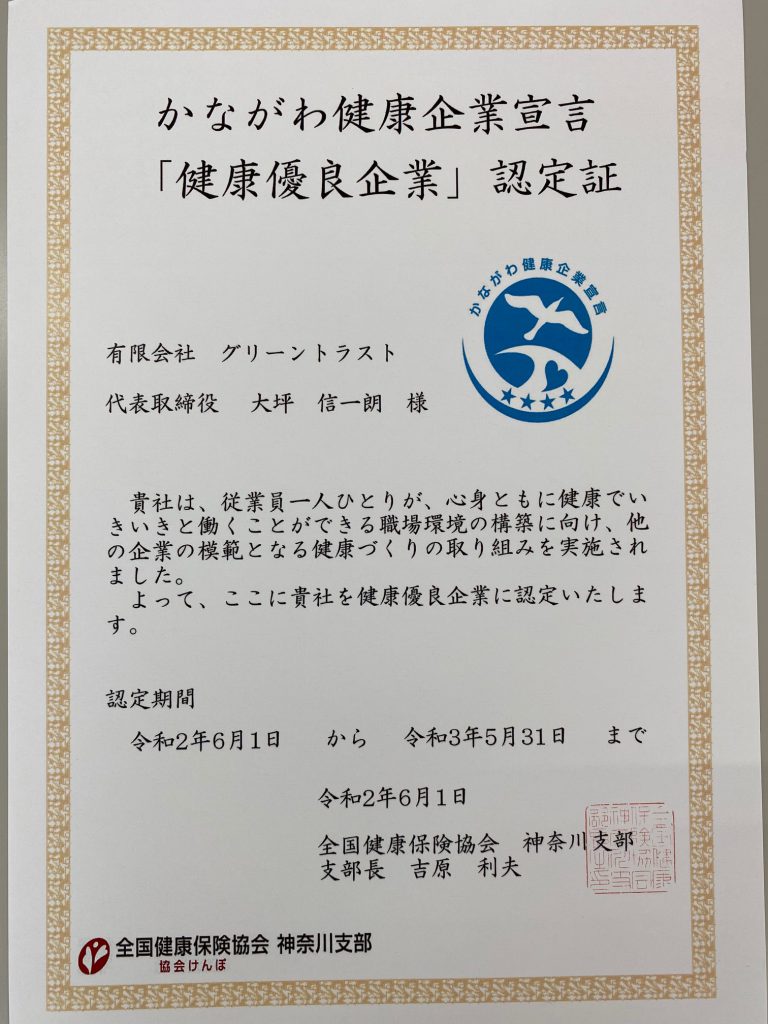 かながわ健康企業宣言
「健康優良企業」認定証
かながわ健康企業宣言
有限会社　グリーントラスト
代表取締役　大坪　信一朗　様
貴社は、従業員一人ひとりが、心身ともに健康でい
きいきと働くことができる職場環境の構築に向け、他
の企業の模範となる健康づくりの取り組みを実施され
ました。
よって、ここに貴社を健康優良企業に認定いたしま
す。
認定期間
令和2年6月1日　から　令和3年5月31日　まで
令和2年6月1日
全国健康保険協会　神奈川支部
支部長　吉原　利夫
全国健康保険協会 神奈川支部
協会けんぽ